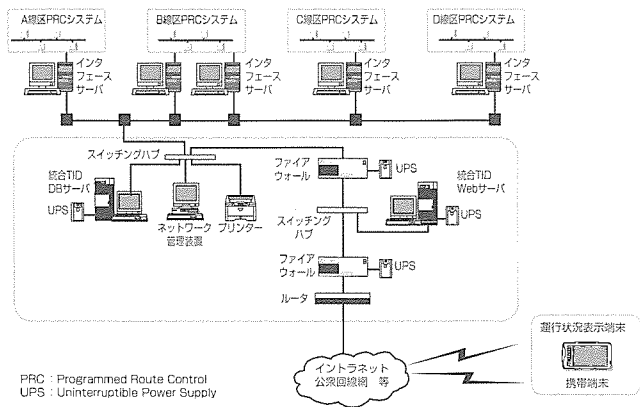 A線区PRCシステム
B線区PRCシステム
C線区PRCシステム
D線区PRCシステム
インタ
フェース
サーバ
インタ
フェース
サーバ
インタ
フェース
サーバ
インタ
フェース
サーバ
スイッチングハブ
統合TID
DBサーバ
UPS
ネットワーク
管理装置
プリンター
ファイア
ウォール
UPS
スイッチング
ハブ
統合TID
Webサーバ
UPS
ファイア
ウォール
UPS
ルータ
イントラネット
公衆回線網 等
運行状況表示端末
携帯端末
PRC : Programmed Route Control
UPS : Uninterruptible Power Supply